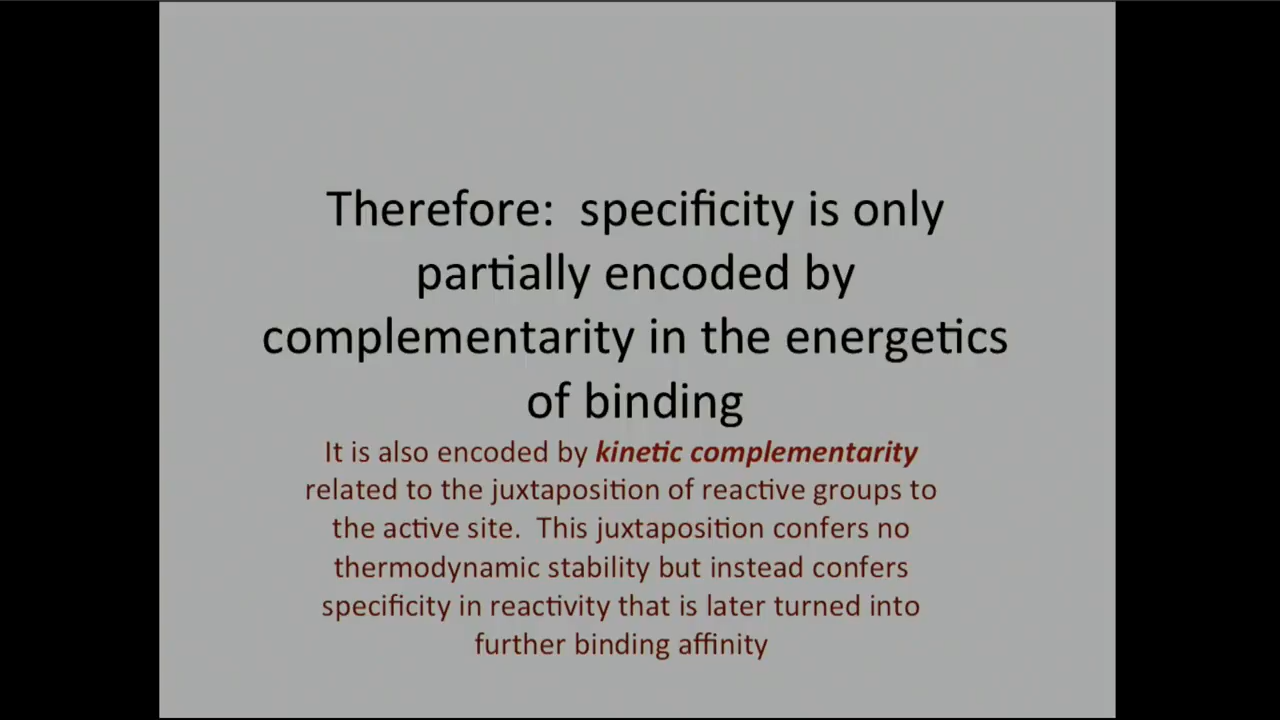 Therefore:  specificity is only
partially encoded by
complementarity in the energetics
of binding
It is also encoded by kinetic complementarity
related to the juxtaposition of reactive groups to
the active site.  This juxtaposition confers no
thermodynamic stability but instead confers
specificity in reactivity that is later turned into
further binding affinity